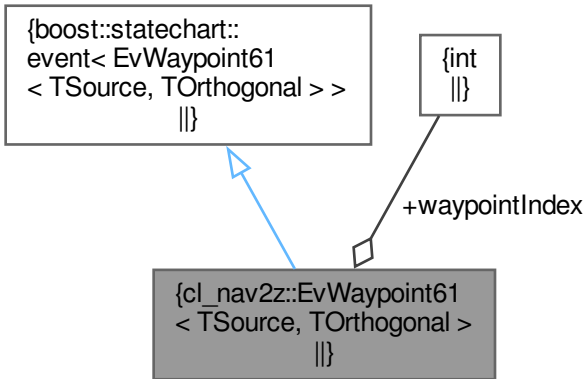 {boost::statechart::
event< EvWaypoint61
< TSource, TOrthogonal > >
||}
{int
||}
+waypointIndex
{cl_nav2z::EvWaypoint61
< TSource, TOrthogonal >
||}